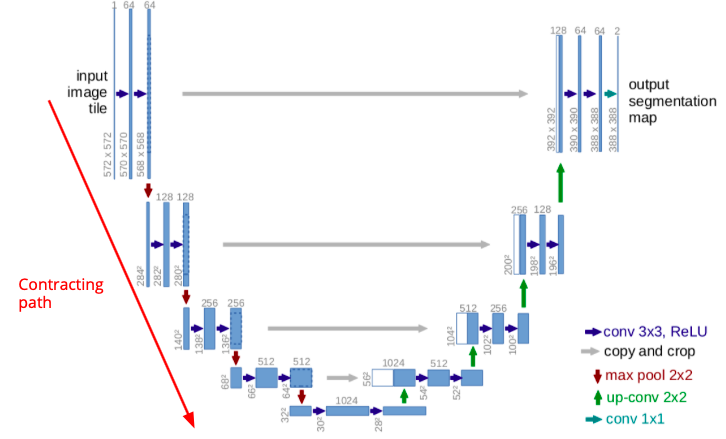 1 64 64
128 64 64 2
input
image
tile
output
segmentation
map
572 x 572
570 x 570
568 x 568
392 x 392
390 x 390
388 x 388
388 x 388
128 128
256 128
284²
282²
280²
200²
198²
196²
Contracting
path
256 256
512 256
140²
138²
136²
104²
102²
100²
512 512
1024 512
68²
66²
64²
56²
54²
52²
1024
32²
30²
28²
conv 3x3, ReLU
copy and crop
max pool 2x2
up-conv 2x2
conv 1x1